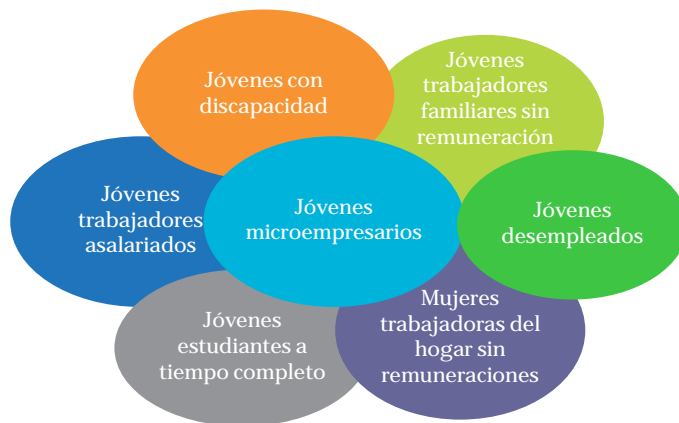 Jóvenes con
discapacidad
Jóvenes
trabajadores
familiares sin
remuneración
Jóvenes
trabajadores
asalariados
Jóvenes
microempresarios
Jóvenes
desempleados
Jóvenes
estudiantes a
tiempo completo
Mujeres
trabajadoras del
hogar sin
remuneraciones